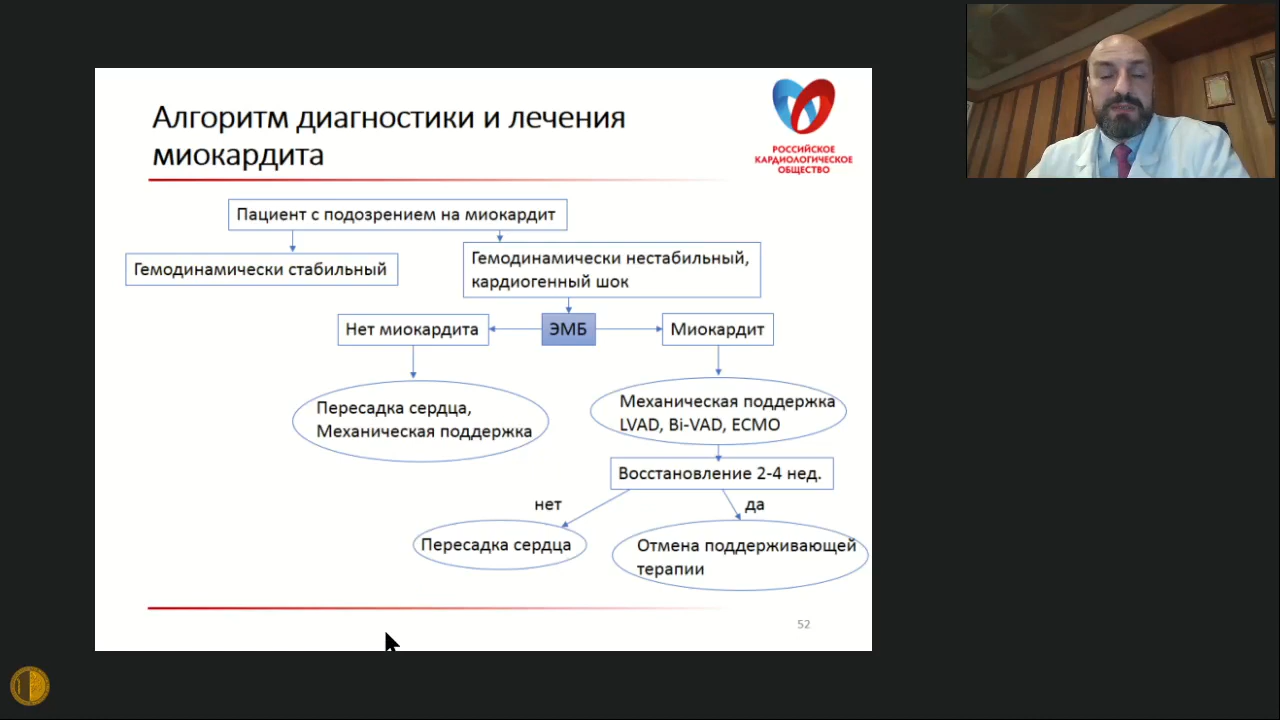 Алгоритм диагностики и лечения
миокардита
РОССИЙСКОЕ
КАРДИОЛОГИЧЕСКОЕ
ОБЩЕСТВО
Пациент с подозрением на миокардит
Гемодинамически стабильный
Гемодинамически нестабильный,
кардиогенный шок
Нет миокардита
ЭМБ
Миокардит
Пересадка сердца,
Механическая поддержка
Механическая поддержка
LVAD, Bi-VAD, ECMO
Восстановление 2-4 нед.
нет
да
Пересадка сердца
Отмена поддерживающей
терапии
52